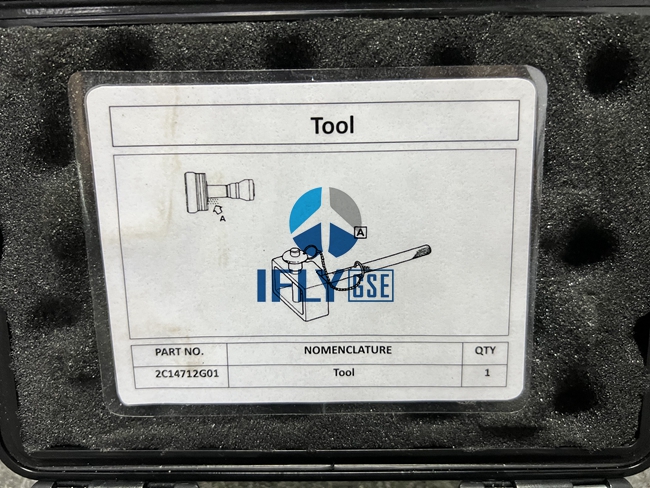 Tool
A
A
IFLY GSE
PART NO. NOMENCLATURE QTY
2C14712G01 Tool 1